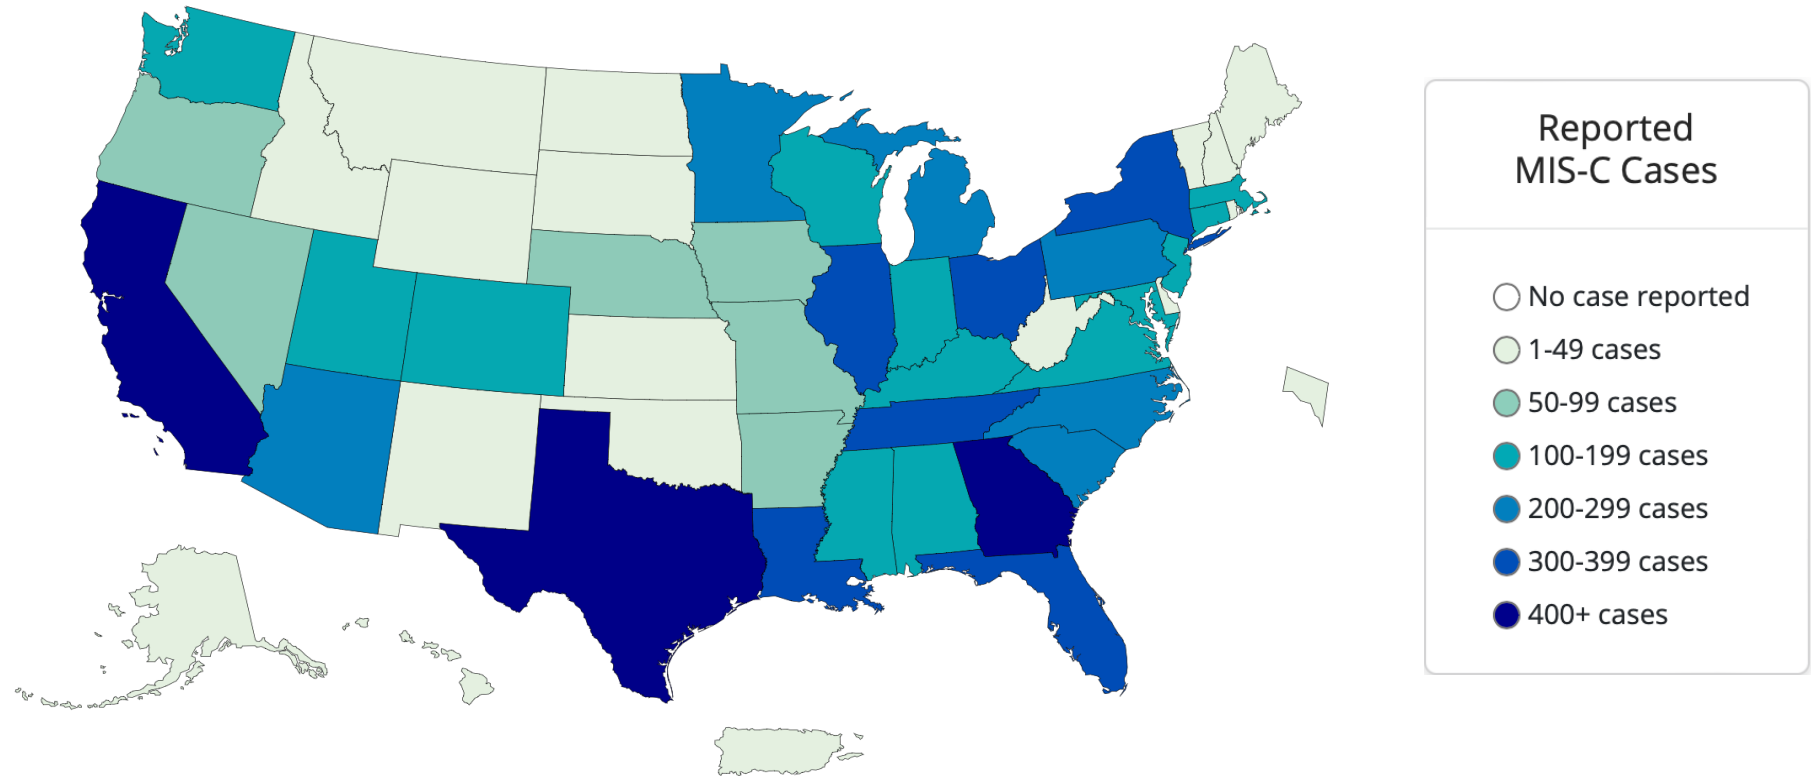 Reported
MIS-C Cases
No case reported
1-49 cases
50-99 cases
100-199 cases
200-299 cases
300-399 cases
400+ cases